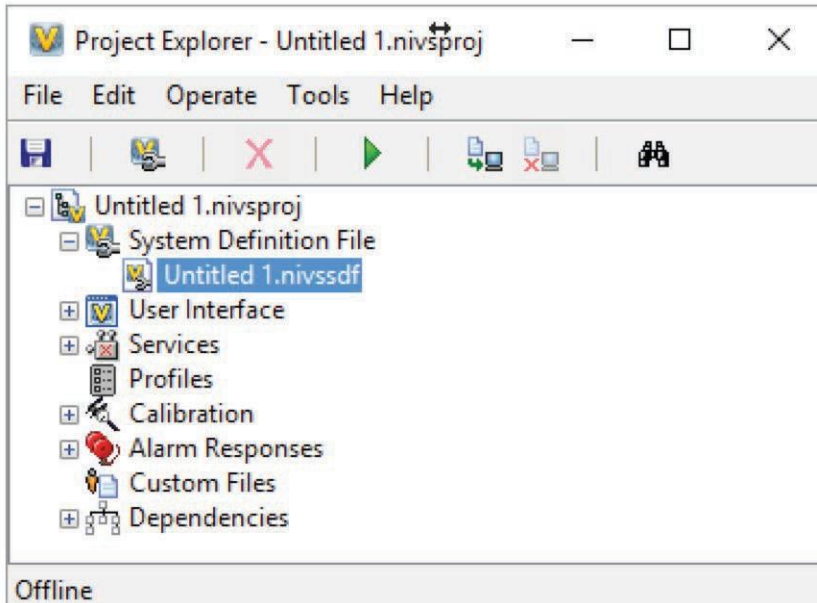 Project Explorer - Untitled 1.nivsproj
File Edit Operate Tools Help
Untitled 1.nivsproj
System Definition File
Untitled 1.nivssdf
User Interface
Services
Profiles
Calibration
Alarm Responses
Custom Files
Dependencies
Offline